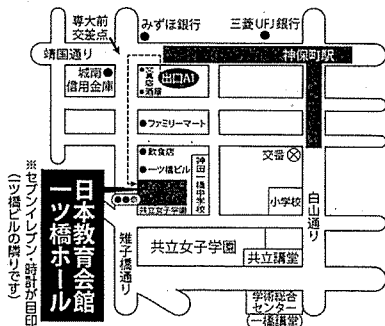 専大前
交差点
みずほ銀行
三菱UFJ銀行
靖国通り
神保町駅
城南
信用金庫
文具店
酒屋
出口A1
ファミリーマート
飲食店
一ツ橋ビル
神田一橋中学校
交番
白山通り
共立女子学園
小学校
日本教育会館
一ツ橋ホール
※セブンイレブン・時計が目印
(一ツ橋ビルの隣りです)
雉子橋通り
共立女子学園
共立講堂
学術総合
センター
(一橋講堂)